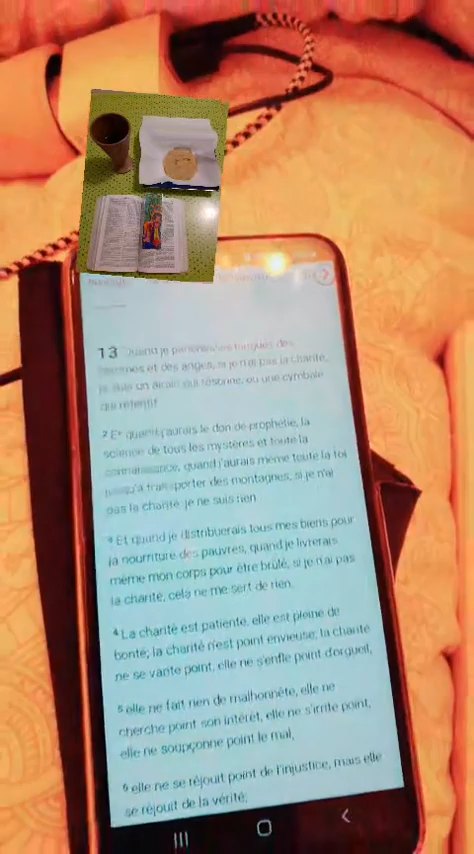 13 Quand je parlerais les langues des
hommes et des anges, si je n'ai pas la charité,
je suis un airain qui résonne, ou une cymbale
qui retentit.
2 Et quand j'aurais le don de prophétie, la
science de tous les mystères et toute la
connaissance, quand j'aurais même toute la foi
jusqu'à transporter des montagnes, si je n'ai
pas la charité, je ne suis rien.
3 Et quand je distribuerais tous mes biens pour
la nourriture des pauvres, quand je livrerais
même mon corps pour être brûlé, si je n'ai pas
la charité, cela ne me sert de rien.
4 La charité est patiente, elle est pleine de
bonté; la charité n'est point envieuse; la charité
ne se vante point, elle ne s'enfle point d'orgueil,
5 elle ne fait rien de malhonnête, elle ne
cherche point son intérêt, elle ne s'irrite point,
elle ne soupçonne point le mal,
6 elle ne se réjouit point de l'injustice, mais elle
se réjouit de la vérité;